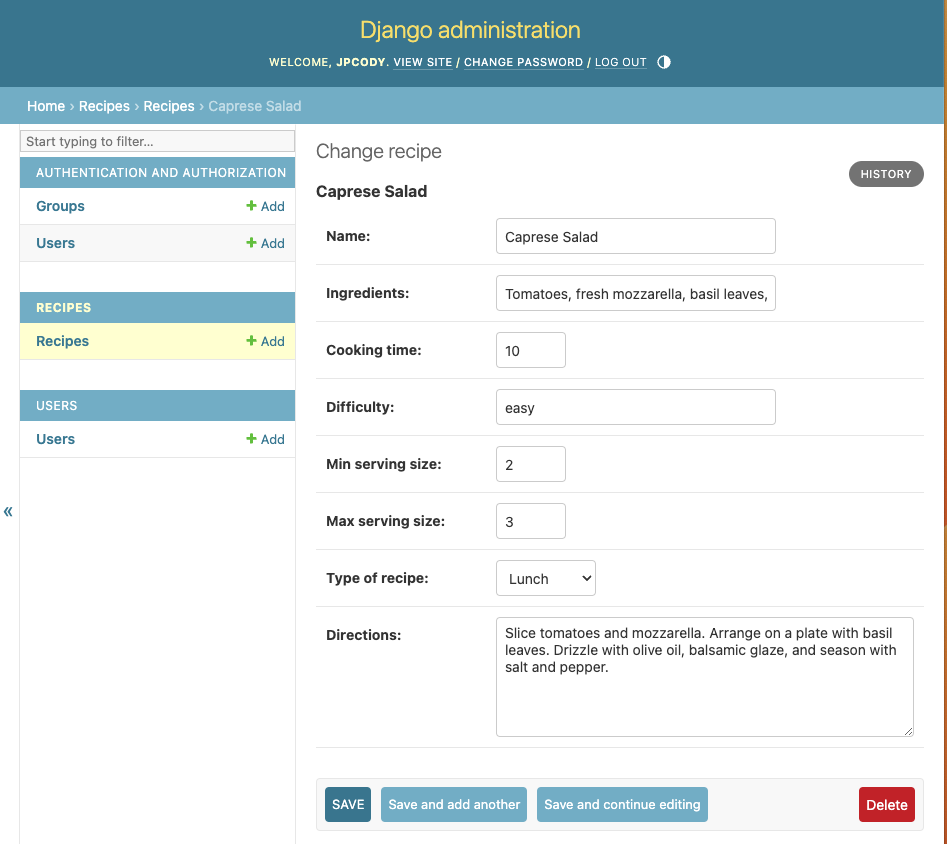 Django administration
WELCOME, JPCODY. VIEW SITE / CHANGE PASSWORD / LOG OUT
Home › Recipes › Recipes › Caprese Salad
Start typing to filter...
AUTHENTICATION AND AUTHORIZATION
Groups + Add
Users + Add
RECIPES
Recipes + Add
USERS
Users + Add
«
Change recipe
HISTORY
Caprese Salad
Name: Caprese Salad
Ingredients: Tomatoes, fresh mozzarella, basil leaves,
Cooking time: 10
Difficulty: easy
Min serving size: 2
Max serving size: 3
Type of recipe: Lunch
Directions: Slice tomatoes and mozzarella. Arrange on a plate with basil
leaves. Drizzle with olive oil, balsamic glaze, and season with
salt and pepper.
SAVE Save and add another Save and continue editing Delete